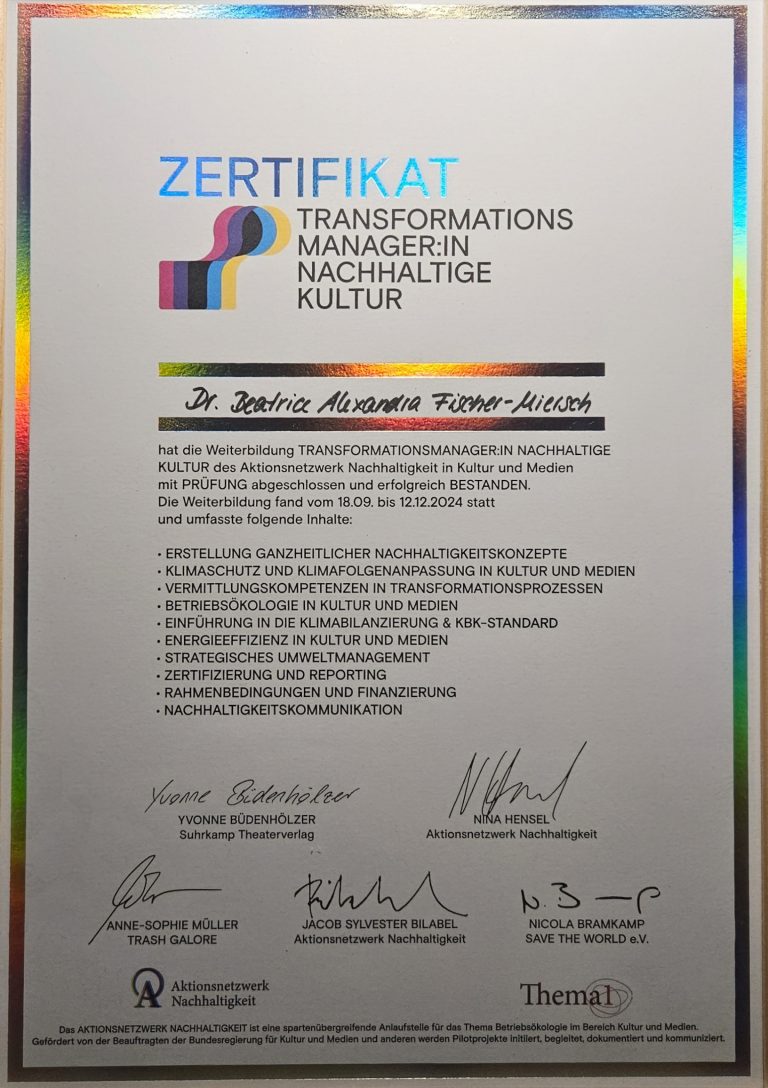 ZERTIFIKAT
TRANSFORMATIONS
MANAGER:IN
NACHHALTIGE
KULTUR
Dr. Beatrice Alexandra Fischer-Miersch
hat die Weiterbildung TRANSFORMATIONSMANAGER:IN NACHHALTIGE
KULTUR des Aktionsnetzwerk Nachhaltigkeit in Kultur und Medien
mit PRÜFUNG abgeschlossen und erfolgreich BESTANDEN.
Die Weiterbildung fand vom 18.09. bis 12.12.2024 statt
und umfasste folgende Inhalte:
• ERSTELLUNG GANZHEITLICHER NACHHALTIGKEITSKONZEPTE
• KLIMASCHUTZ UND KLIMAFOLGENANPASSUNG IN KULTUR UND MEDIEN
• VERMITTLUNGSKOMPETENZEN IN TRANSFORMATIONSPROZESSEN
• BETRIEBSÖKOLOGIE IN KULTUR UND MEDIEN
• EINFÜHRUNG IN DIE KLIMABILANZIERUNG & KBK-STANDARD
• ENERGIEEFFIZIENZ IN KULTUR UND MEDIEN
• STRATEGISCHES UMWELTMANAGEMENT
• ZERTIFIZIERUNG UND REPORTING
• RAHMENBEDINGUNGEN UND FINANZIERUNG
• NACHHALTIGKEITSKOMMUNIKATION
Yvonne Büdenhölzer
YVONNE BÜDENHÖLZER
Suhrkamp Theaterverlag
NINA HENSEL
Aktionsnetzwerk Nachhaltigkeit
ANNE-SOPHIE MÜLLER
TRASH GALORE
JACOB SYLVESTER BILABEL
Aktionsnetzwerk Nachhaltigkeit
NICOLA BRAMKAMP
SAVE THE WORLD e.V.
Aktionsnetzwerk
Nachhaltigkeit
Thema1
Das AKTIONSNETZWERK NACHHALTIGKEIT ist eine spartenübergreifende Anlaufstelle für das Thema Betriebsökologie im Bereich Kultur und Medien.
Gefördert von der Beauftragten der Bundesregierung für Kultur und Medien und anderen werden Pilotprojekte initiiert, begleitet, dokumentiert und kommuniziert.